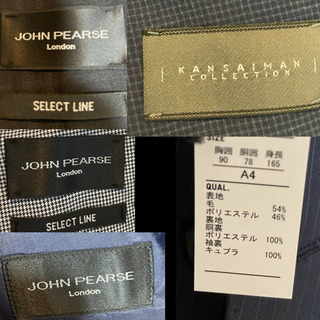 JOHN PEARSE
London
SELECT LINE
KANSAIMAN
COLLECTION
JOHN PEARSE
London
SELECT LINE
JOHN PEARSE
London
SIZE
胸囲 胴囲 身長
90 78 165
A4
QUAL.
表地
毛 54%
ポリエステル 46%
裏地
胴裏
ポリエステル 100%
袖裏
キュプラ 100%